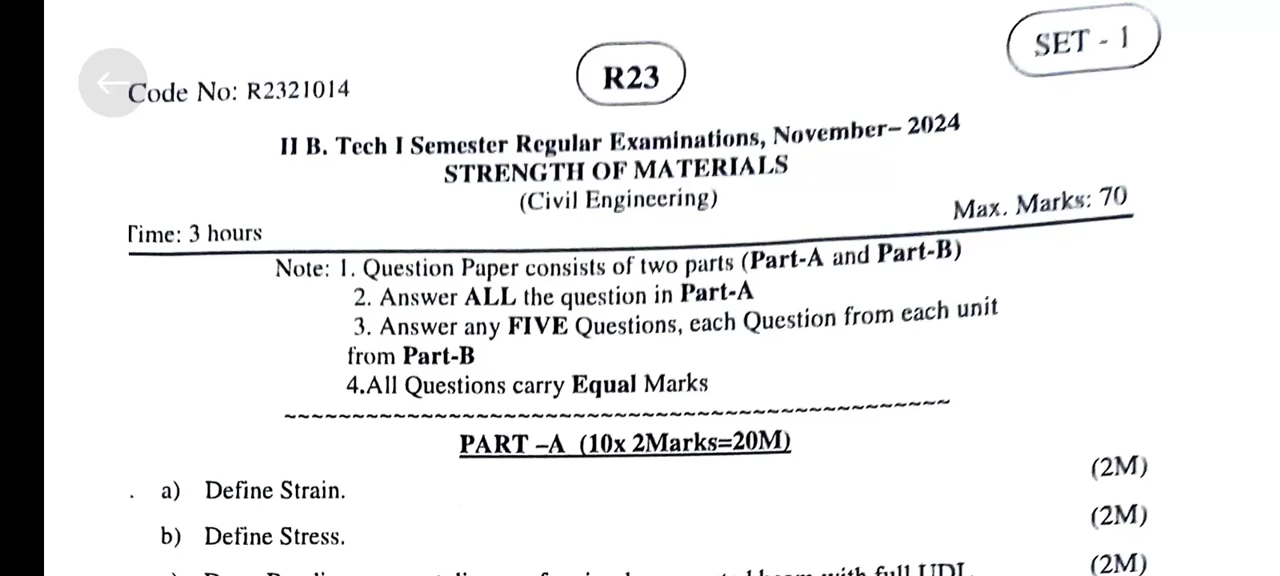 SET - 1
R23
Code No: R2321014
II B. Tech I Semester Regular Examinations, November– 2024
STRENGTH OF MATERIALS
(Civil Engineering)
Max. Marks: 70
Time: 3 hours
Note: 1. Question Paper consists of two parts (Part-A and Part-B)
2. Answer ALL the question in Part-A
3. Answer any FIVE Questions, each Question from each unit
from Part-B
4.All Questions carry Equal Marks
~~~~~~~~~~~~~~~~~~~~~~~~~~~~~~~~~~~~~~~~~~~~~~~~
PART –A (10x 2Marks=20M)
a) Define Strain. (2M)
b) Define Stress. (2M)
with full UDL. (2M)